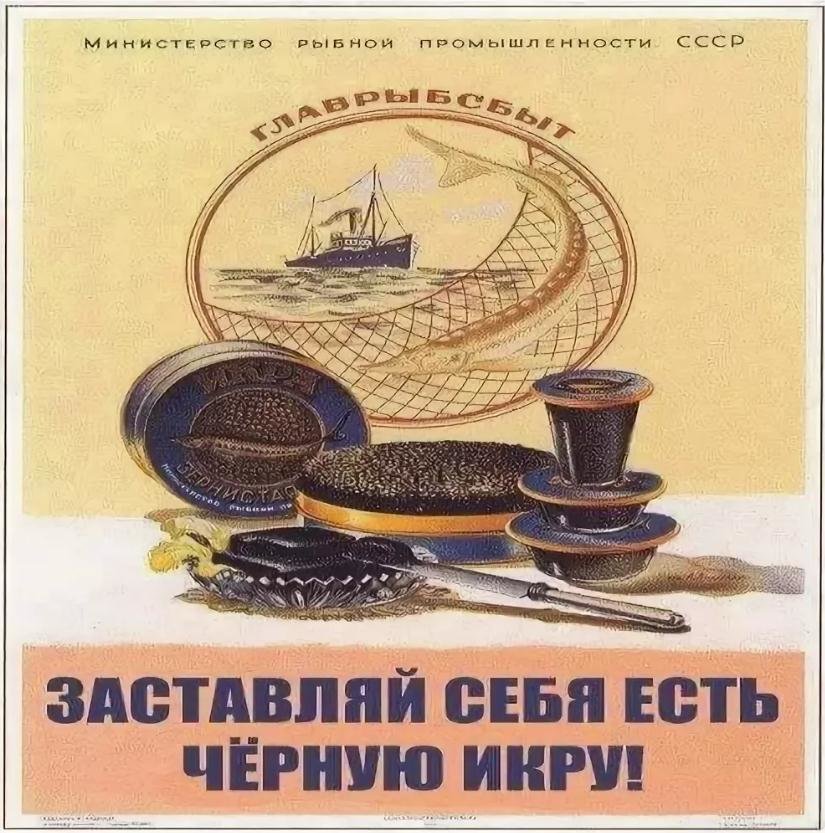 МИНИСТЕРСТВО РЫБНОЙ ПРОМЫШЛЕННОСТИ СССР
ГЛАВРЫБСБЫТ
ИКРА
ЗЕРНИСТАЯ
ЗАСТАВЛЯЙ СЕБЯ ЕСТЬ
ЧЁРНУЮ ИКРУ!